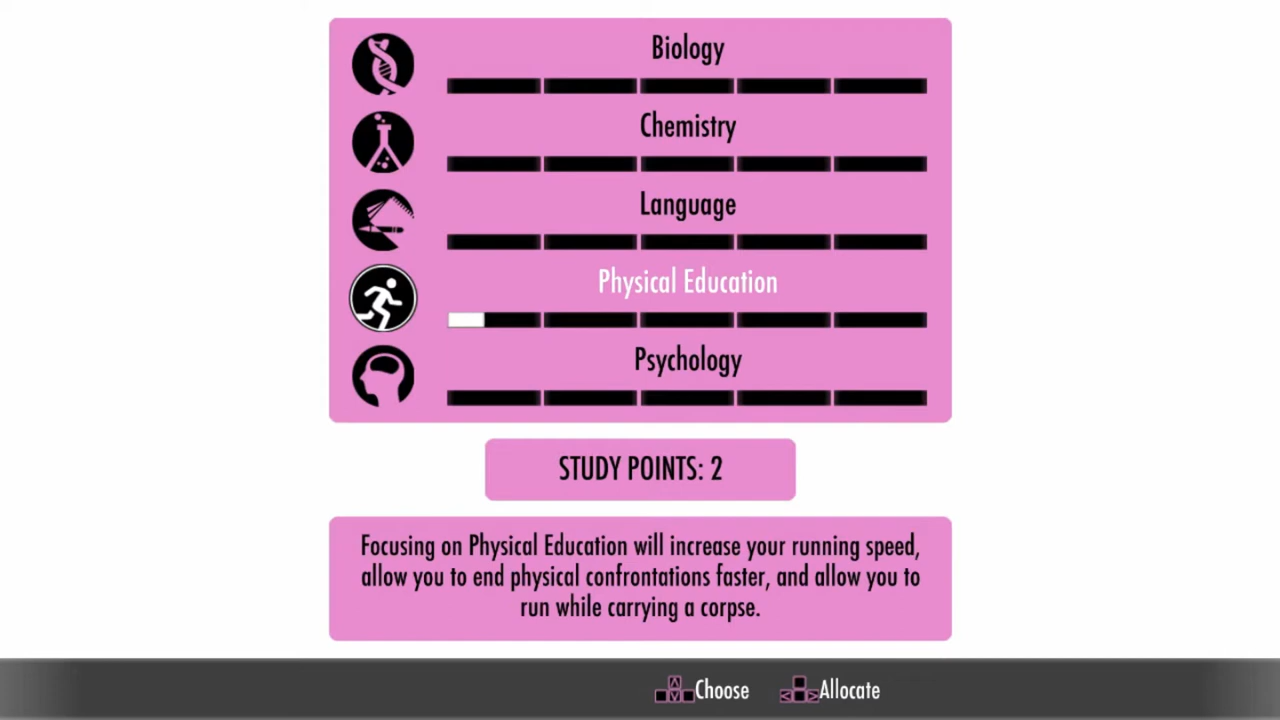 Biology
Chemistry
Language
Physical Education
Psychology
STUDY POINTS: 2
Focusing on Physical Education will increase your running speed,
allow you to end physical confrontations faster, and allow you to
run while carrying a corpse.
Choose
Allocate